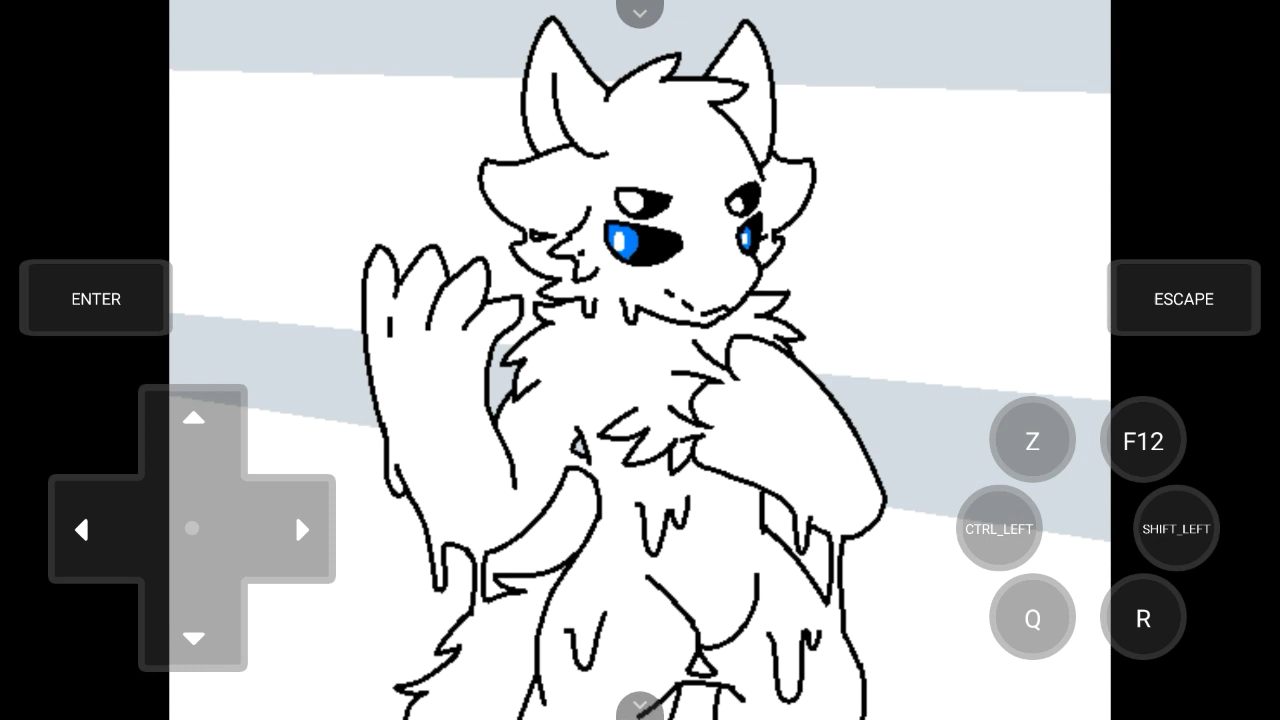 ENTER
ESCAPE
Z
F12
CTRL_LEFT
SHIFT_LEFT
Q
R